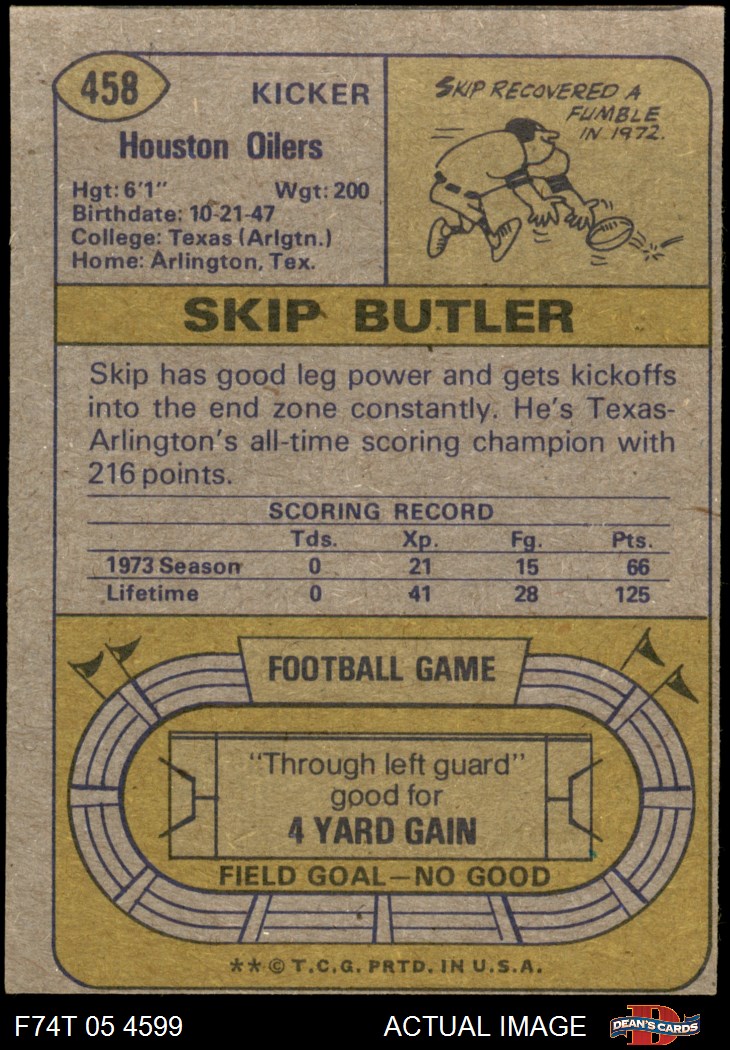 458
KICKER
Houston Oilers
Hgt: 6'1" Wgt: 200
Birthdate: 10-21-47
College: Texas (Arlgtn.)
Home: Arlington, Tex.
SKIP RECOVERED A
FUMBLE
IN 1972.
SKIP BUTLER
Skip has good leg power and gets kickoffs
into the end zone constantly. He's Texas-
Arlington's all-time scoring champion with
216 points.
SCORING RECORD
Tds. Xp. Fg. Pts.
1973 Season 0 21 15 66
Lifetime 0 41 28 125
FOOTBALL GAME
"Through left guard"
good for
4 YARD GAIN
FIELD GOAL—NO GOOD
** © T.C.G. PRTD. IN U.S.A.
F74T 05 4599 ACTUAL IMAGE
D
DEAN'S CARDS